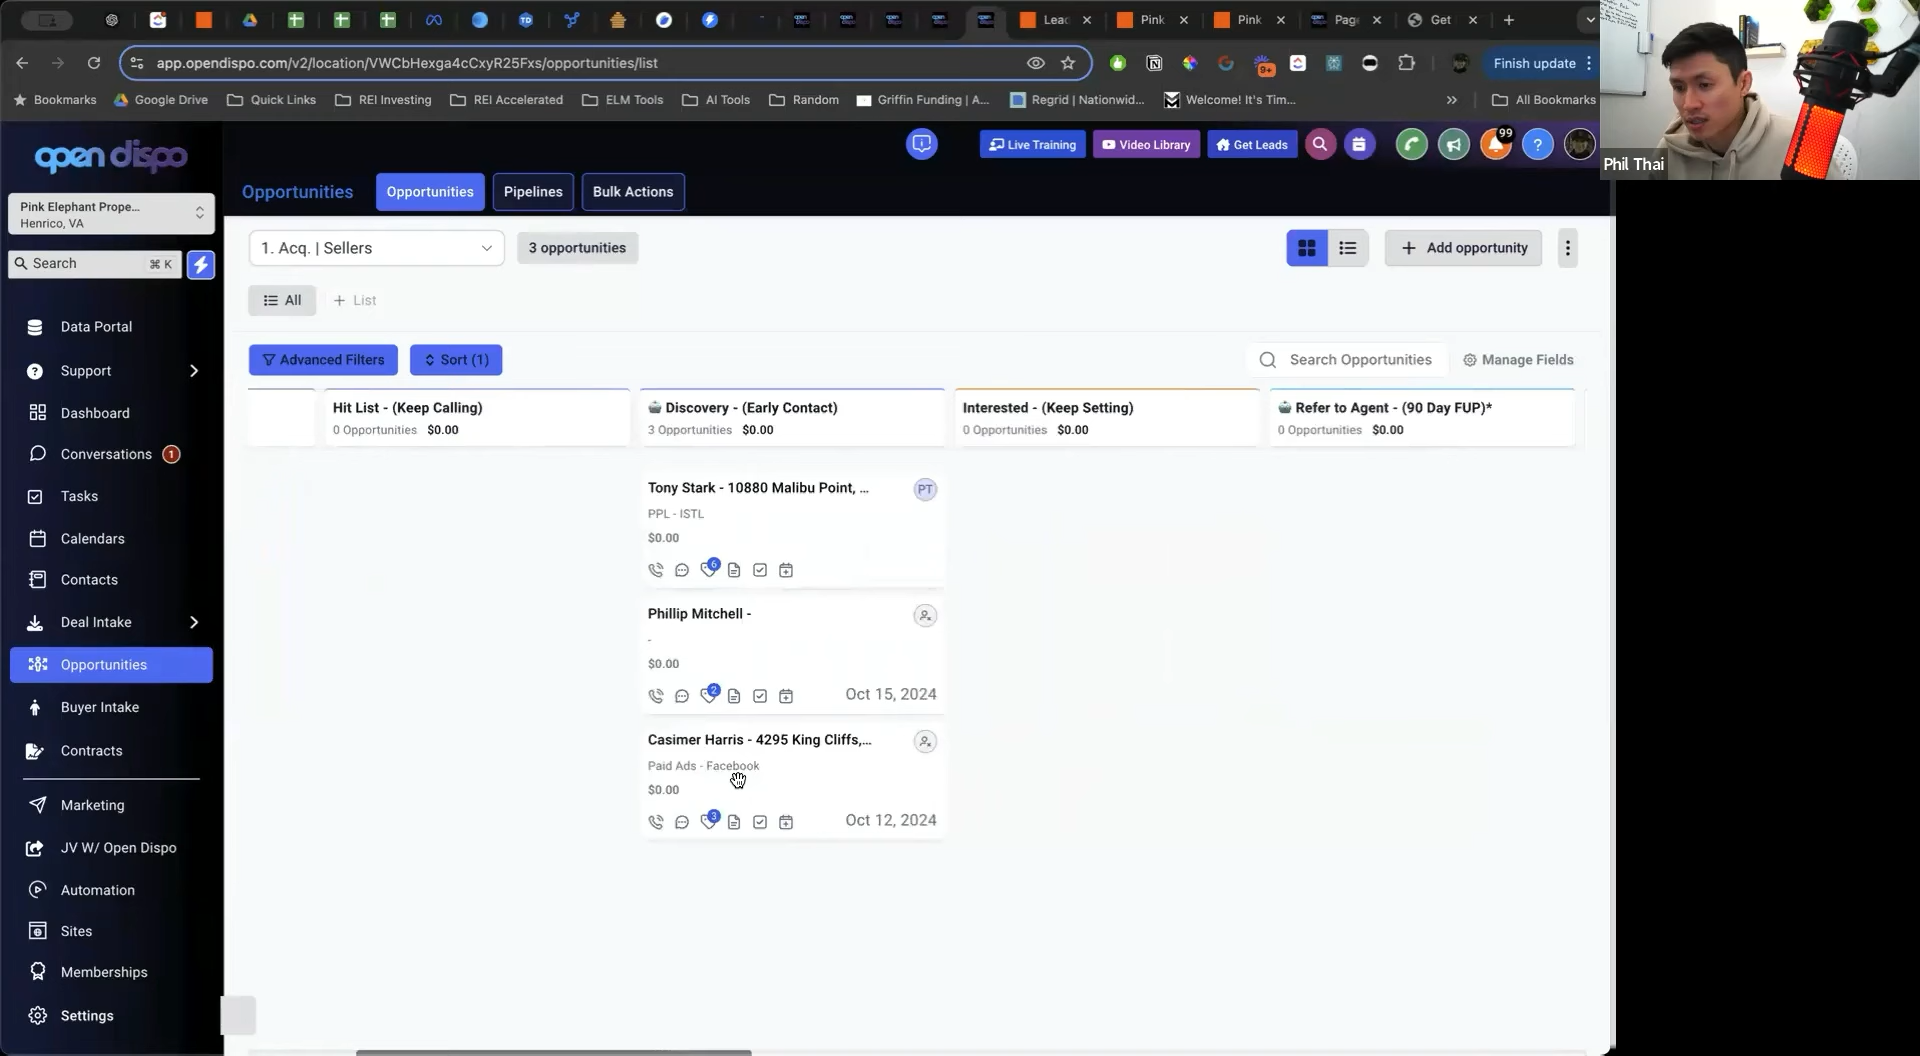 Leac
Pink
Pink
Page
Get
app.opendispo.com/v2/location/VWCbHexga4cCxyR25Fxs/opportunities/list
9+
Finish update
Bookmarks
Google Drive
Quick Links
REI Investing
REI Accelerated
ELM Tools
AI Tools
Random
Griffin Funding | A...
Regrid | Nationwid...
Welcome! It's Tim...
All Bookmarks
Phil Thai
open dispo
Live Training
Video Library
Get Leads
99
Opportunities
Opportunities
Pipelines
Bulk Actions
Pink Elephant Prope...
Henrico, VA
Search
⌘ K
1. Acq. | Sellers
3 opportunities
+ Add opportunity
All
+ List
Advanced Filters
Sort (1)
Search Opportunities
Manage Fields
Data Portal
Support
Dashboard
Conversations 1
Tasks
Calendars
Contacts
Deal Intake
Opportunities
Buyer Intake
Contracts
Marketing
JV W/ Open Dispo
Automation
Sites
Memberships
Settings
Hit List - (Keep Calling)
0 Opportunities $0.00
Discovery - (Early Contact)
3 Opportunities $0.00
Interested - (Keep Setting)
0 Opportunities $0.00
Refer to Agent - (90 Day FUP)*
0 Opportunities $0.00
Tony Stark - 10880 Malibu Point, ...
PT
PPL - ISTL
$0.00
6
Phillip Mitchell -
-
$0.00
2
Oct 15, 2024
Casimer Harris - 4295 King Cliffs,...
Paid Ads - Facebook
$0.00
3
Oct 12, 2024